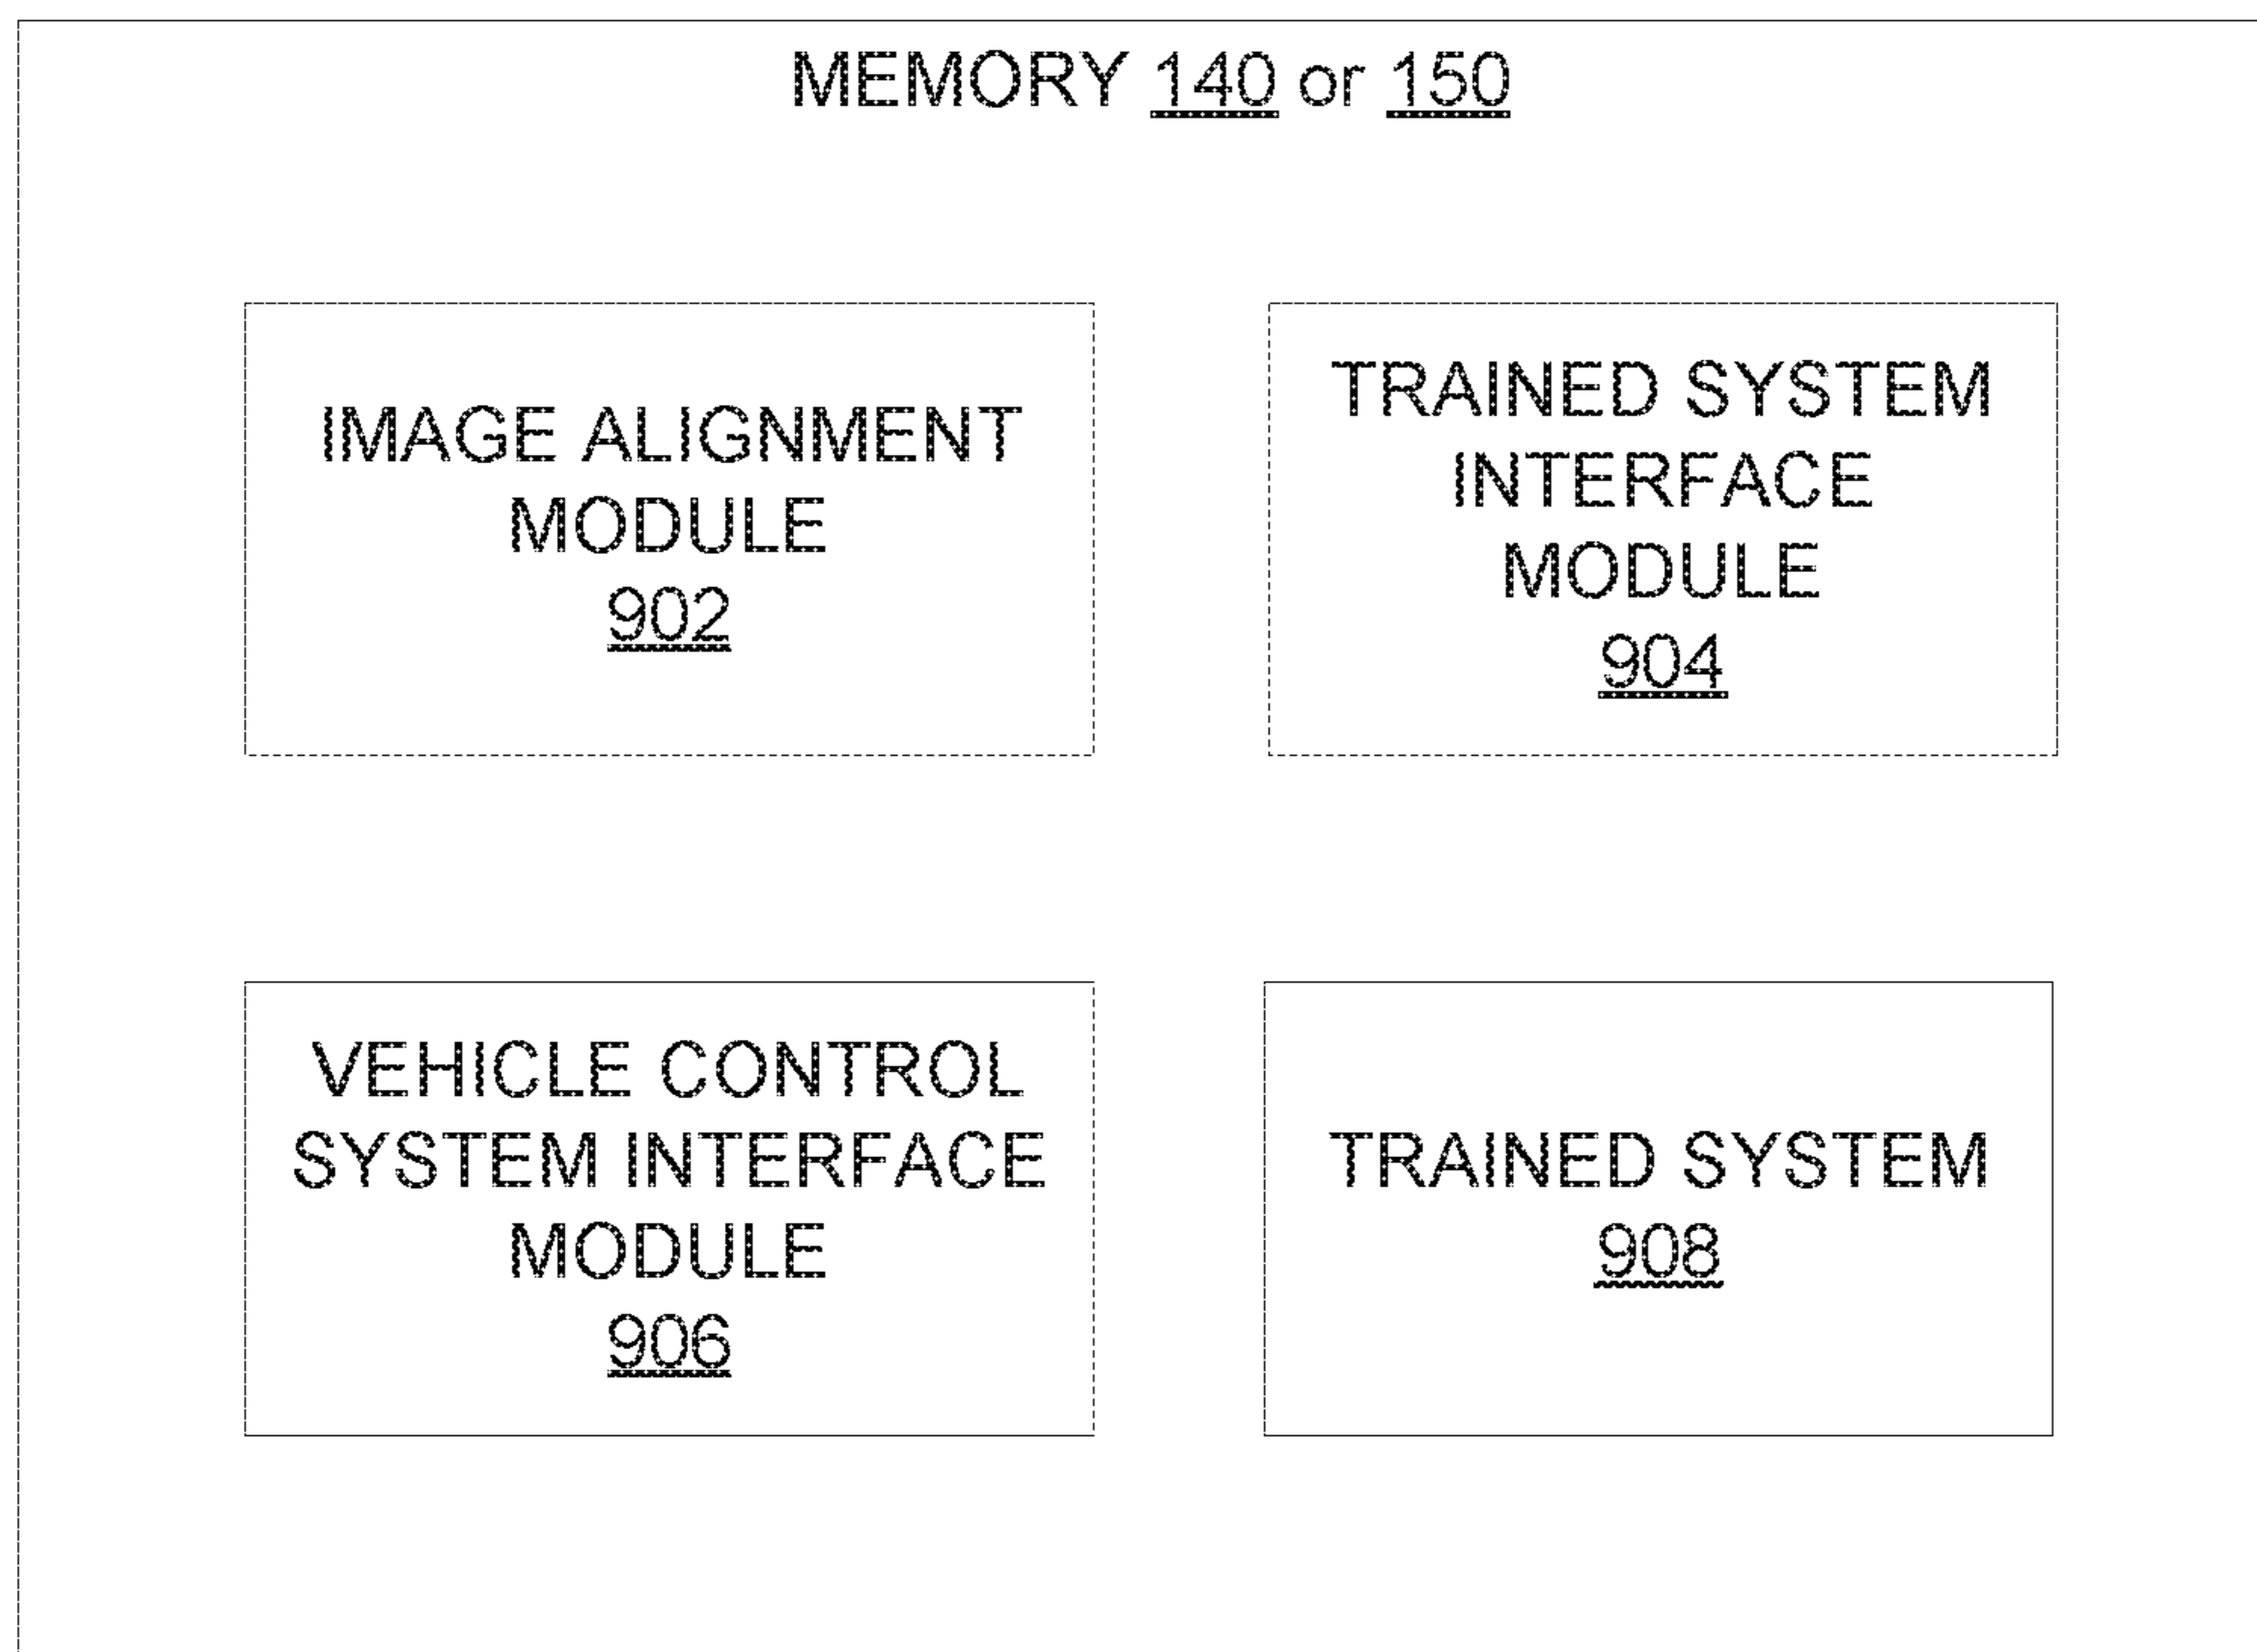 MEMORY 140 or 150
IMAGE ALIGNMENT
MODULE
902
TRAINED SYSTEM
INTERFACE
MODULE
904
VEHICLE CONTROL
SYSTEM INTERFACE
MODULE
906
TRAINED SYSTEM
908